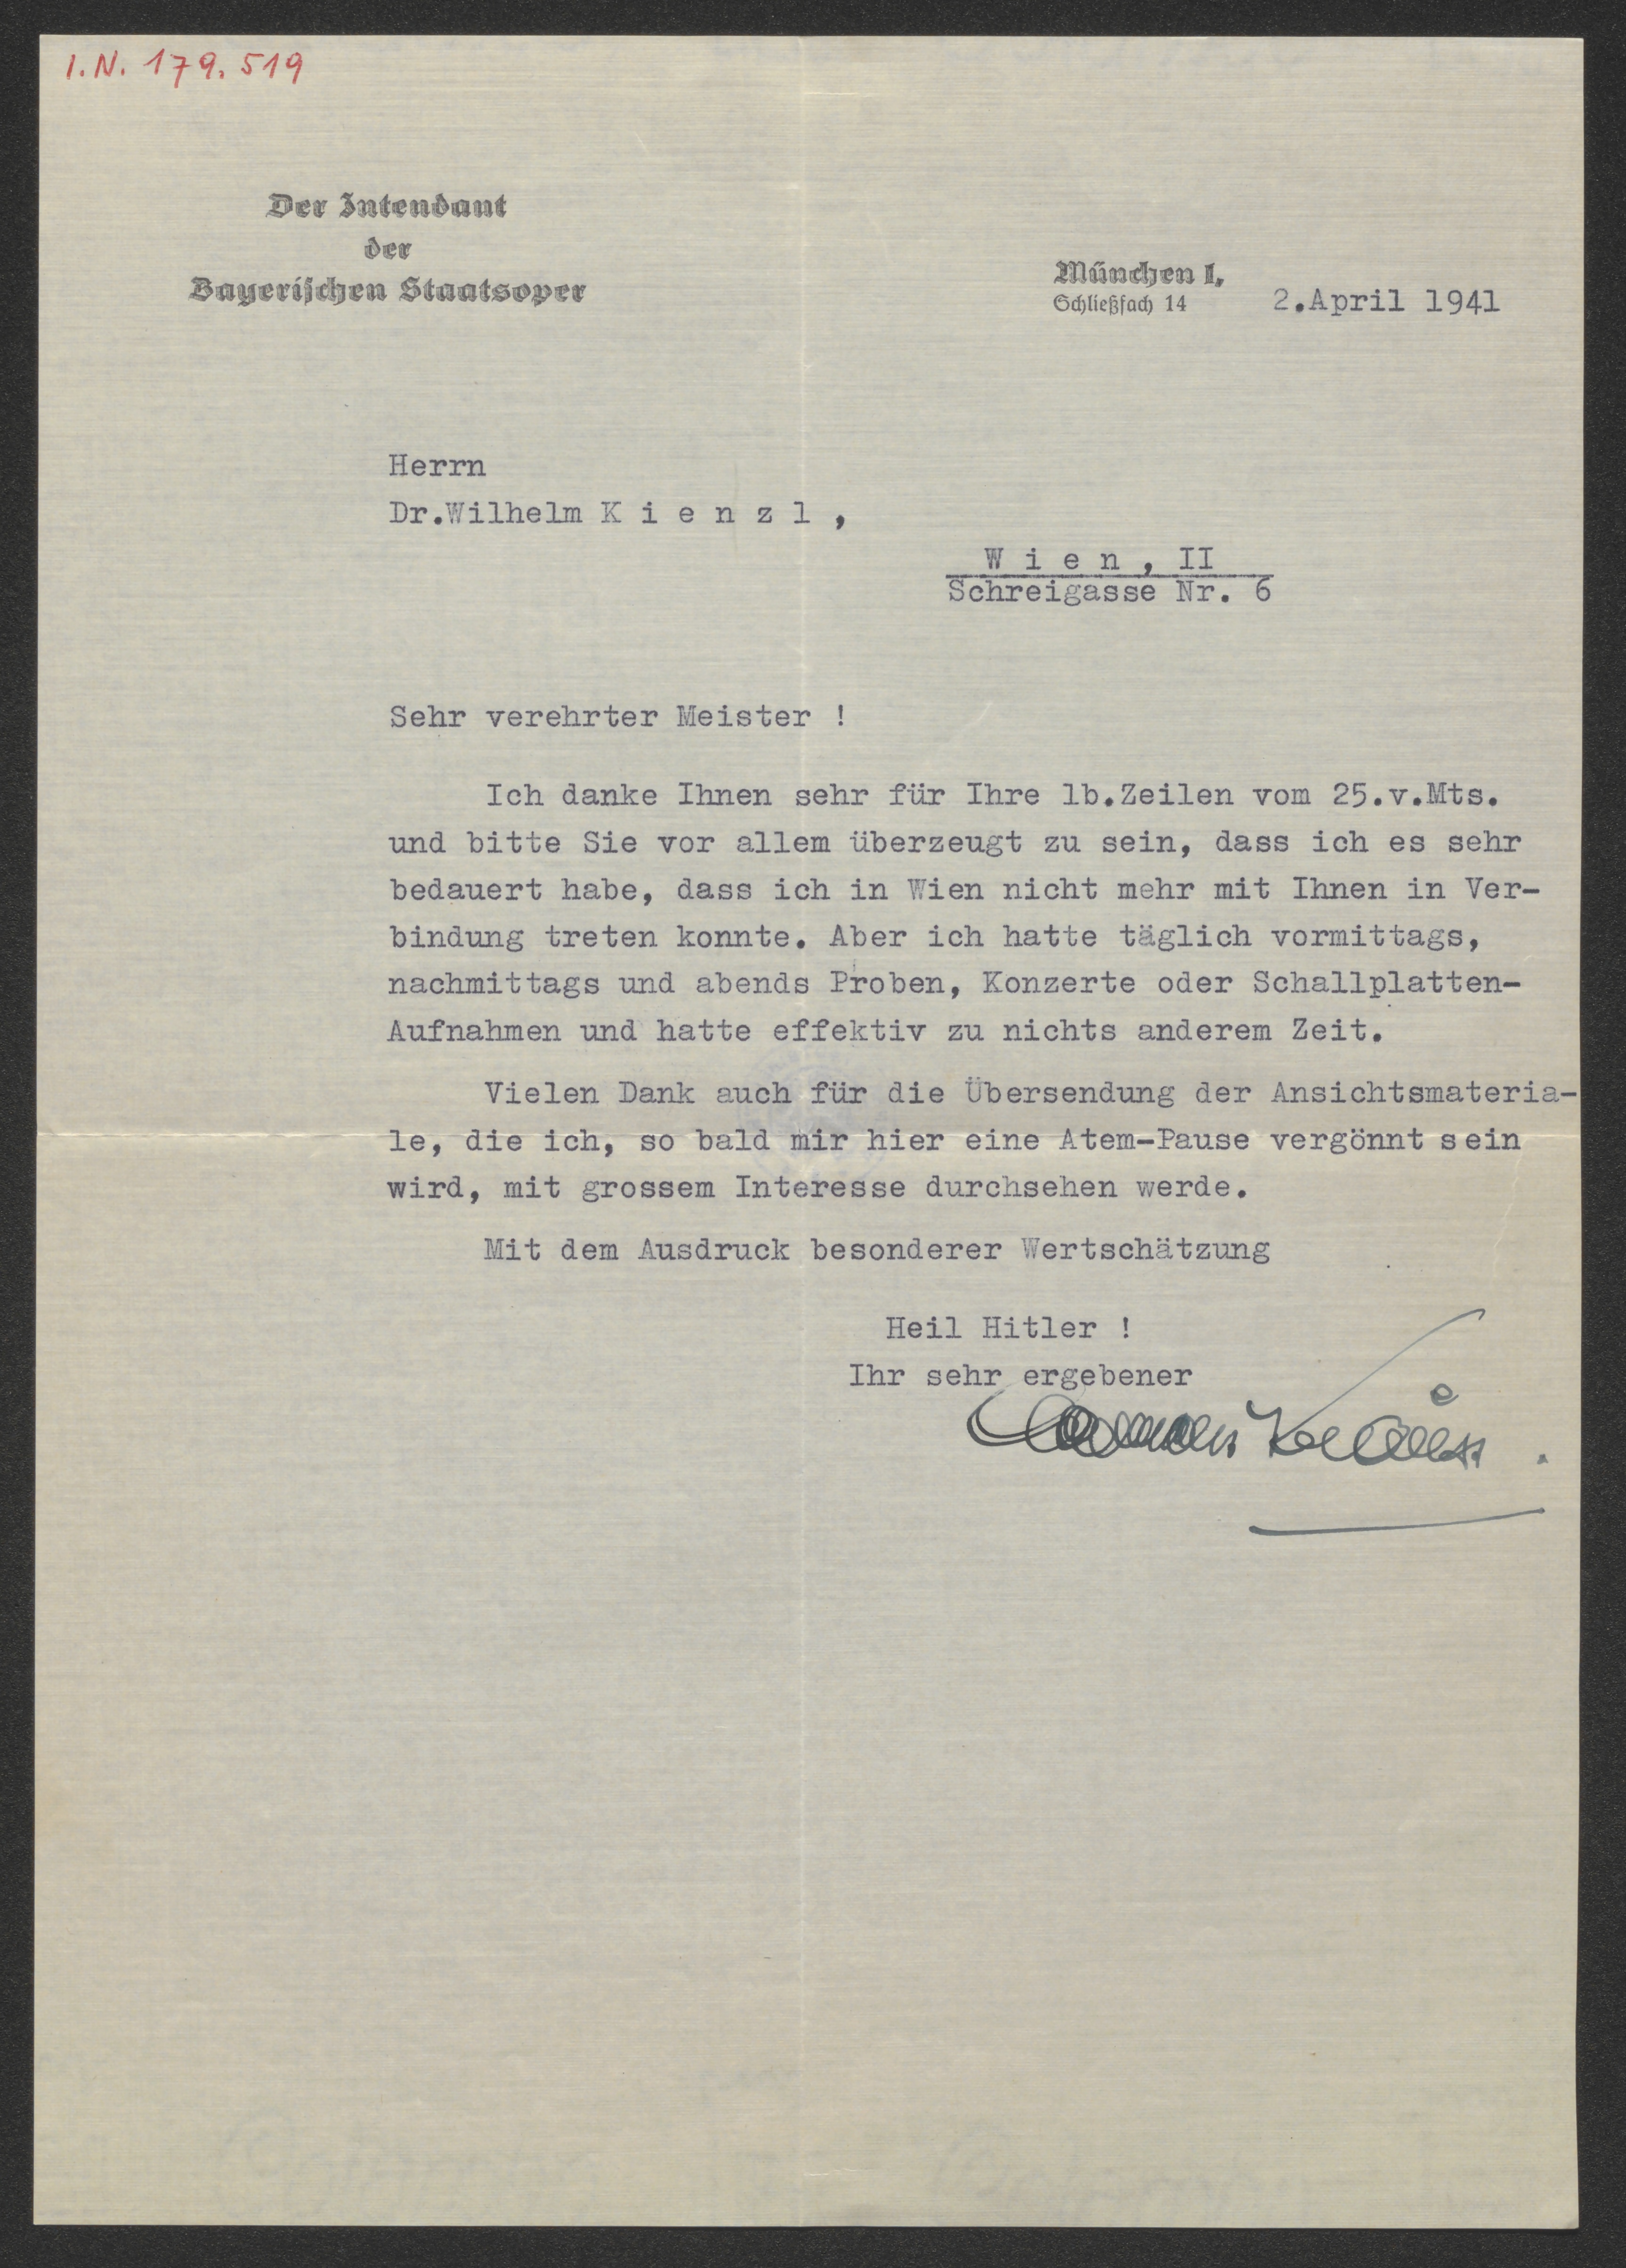 I.N. 179.519
Der Intendant
der
Bayerischen Staatsoper
München 1,
Schließfach 14
2.April 1941
Herrn
Dr.Wilhelm K i e n z l ,
W i e n , II
Schreigasse Nr. 6
Sehr verehrter Meister !
Ich danke Ihnen sehr für Ihre lb.Zeilen vom 25.v.Mts.
und bitte Sie vor allem überzeugt zu sein, dass ich es sehr
bedauert habe, dass ich in Wien nicht mehr mit Ihnen in Ver-
bindung treten konnte. Aber ich hatte täglich vormittags,
nachmittags und abends Proben, Konzerte oder Schallplatten-
Aufnahmen und hatte effektiv zu nichts anderem Zeit.
Vielen Dank auch für die Übersendung der Ansichtsmateria-
le, die ich, so bald mir hier eine Atem-Pause vergönnt sein
wird, mit grossem Interesse durchsehen werde.
Mit dem Ausdruck besonderer Wertschätzung
Heil Hitler !
Ihr sehr ergebener